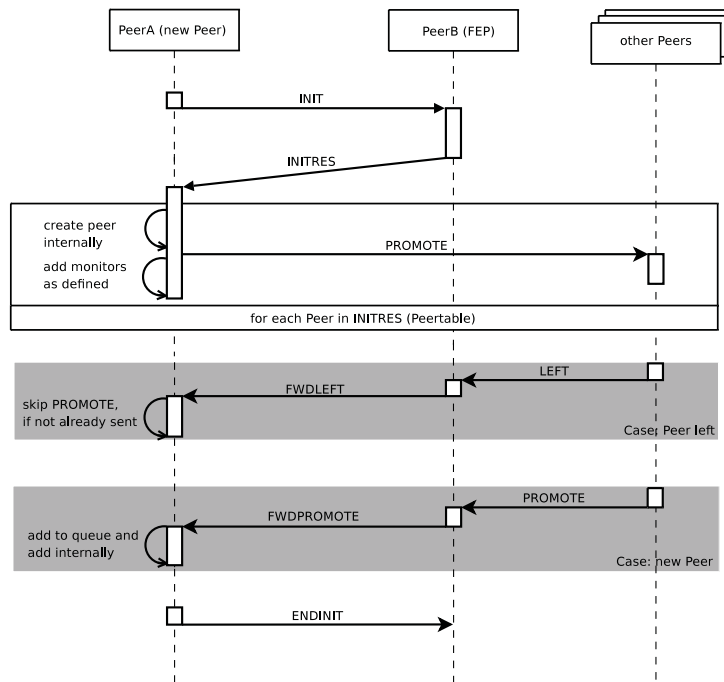 PeerA (new Peer)
PeerB (FEP)
other Peers
INIT
INITRES
create peer
internally
PROMOTE
add monitors
as defined
for each Peer in INITRES (Peertable)
LEFT
FWDLEFT
skip PROMOTE,
if not already sent
Case: Peer left
PROMOTE
FWDPROMOTE
add to queue and
add internally
Case: new Peer
ENDINIT